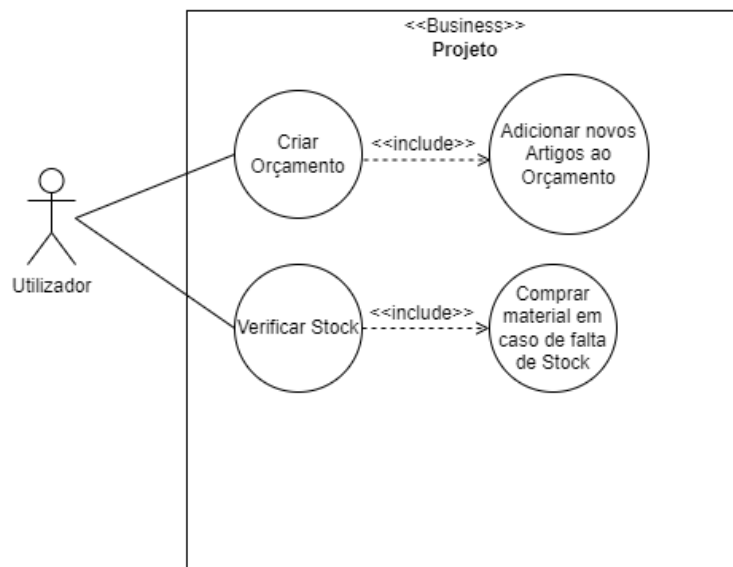 <<Business>>
Projeto
Criar
Orçamento
<<include>>
Adicionar novos
Artigos ao
Orçamento
Utilizador
Verificar Stock
<<include>>
Comprar
material em
caso de falta
de Stock